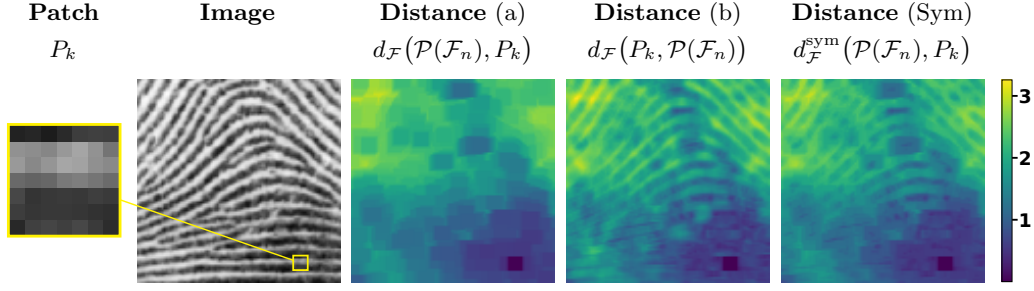 Patch Image Distance (a) Distance (b) Distance (Sym)
P_k d_ℱ(𝒫(ℱ_n), P_k) d_ℱ(P_k, 𝒫(ℱ_n)) d_ℱ^sym(𝒫(ℱ_n), P_k)
3
2
1